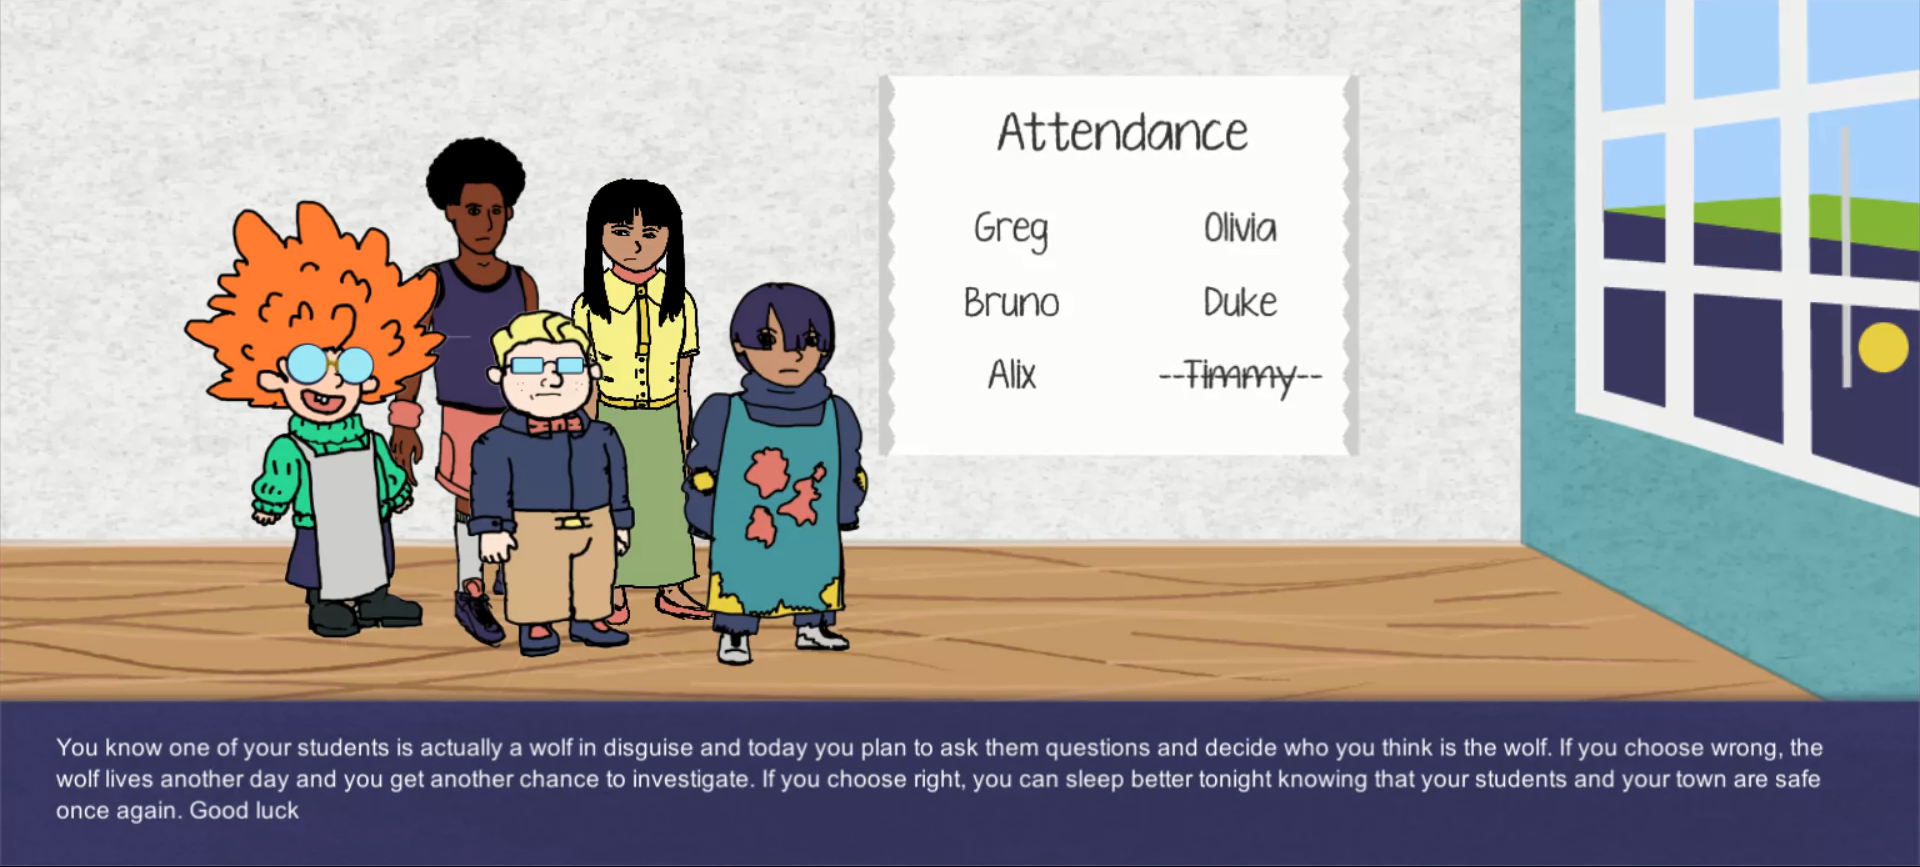 Attendance
Greg Olivia
Bruno Duke
Alix --Timmy--
You know one of your students is actually a wolf in disguise and today you plan to ask them questions and decide who you think is the wolf. If you choose wrong, the
wolf lives another day and you get another chance to investigate. If you choose right, you can sleep better tonight knowing that your students and your town are safe
once again. Good luck